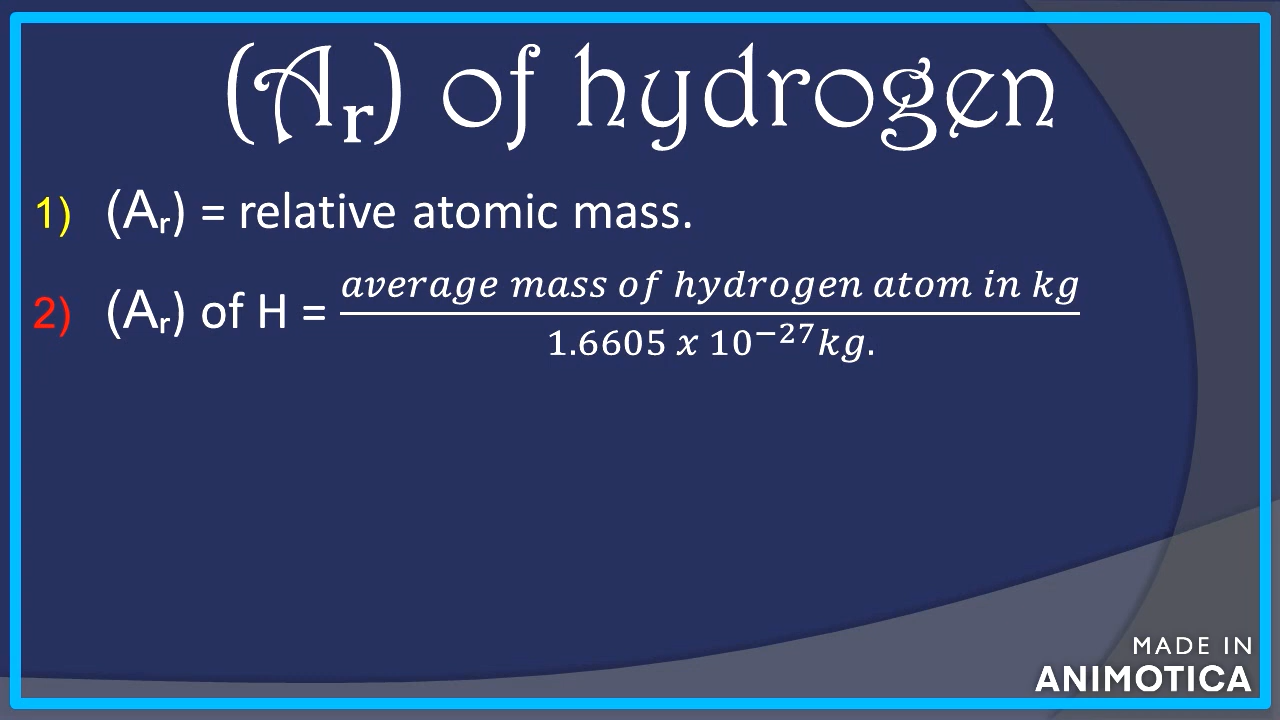 (Aᵣ) of hydrogen
1) (Aᵣ) = relative atomic mass.
2) (Aᵣ) of H = average mass of hydrogen atom in kg
1.6605 x 10⁻²⁷kg.
MADE IN
ANIMOTICA